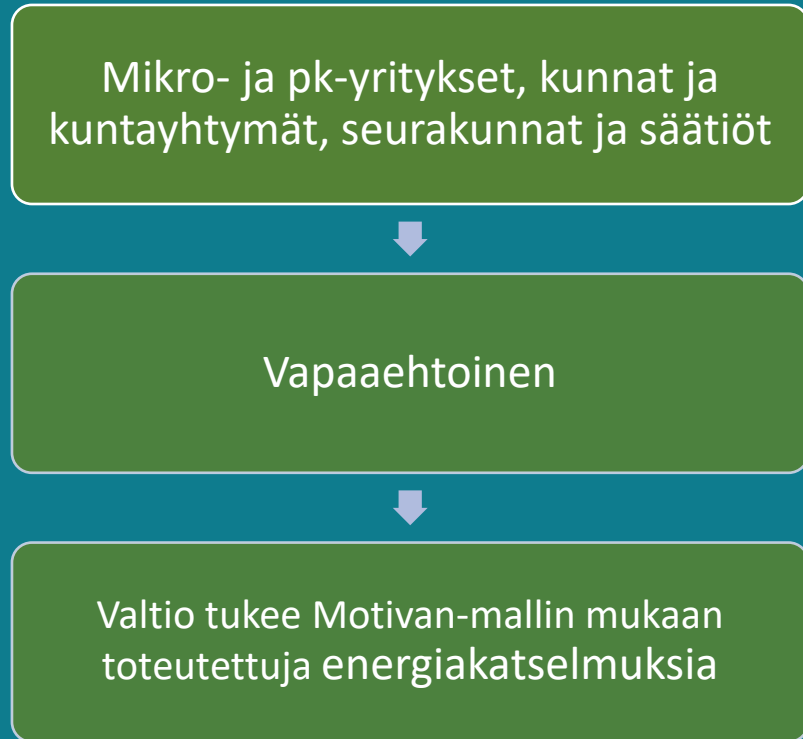 Mikro- ja pk-yritykset, kunnat ja
kuntayhtymät, seurakunnat ja säätiöt
Vapaaehtoinen
Valtio tukee Motivan-mallin mukaan
toteutettuja energiakatselmuksia